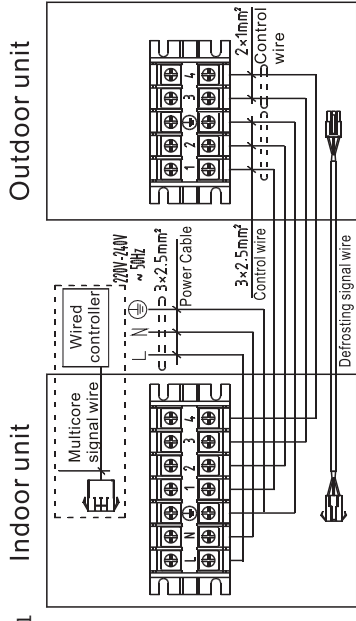 Indoor unit
Outdoor unit
Multicore
signal wire
Wired
controller
220V-240V
~ 50Hz
L
N
3×2.5mm²
Power Cable
L N 1 2 3 4
1 2 3 4
3×2.5mm²
Control wire
2×1mm²
Control
wire
Defrosting signal wire